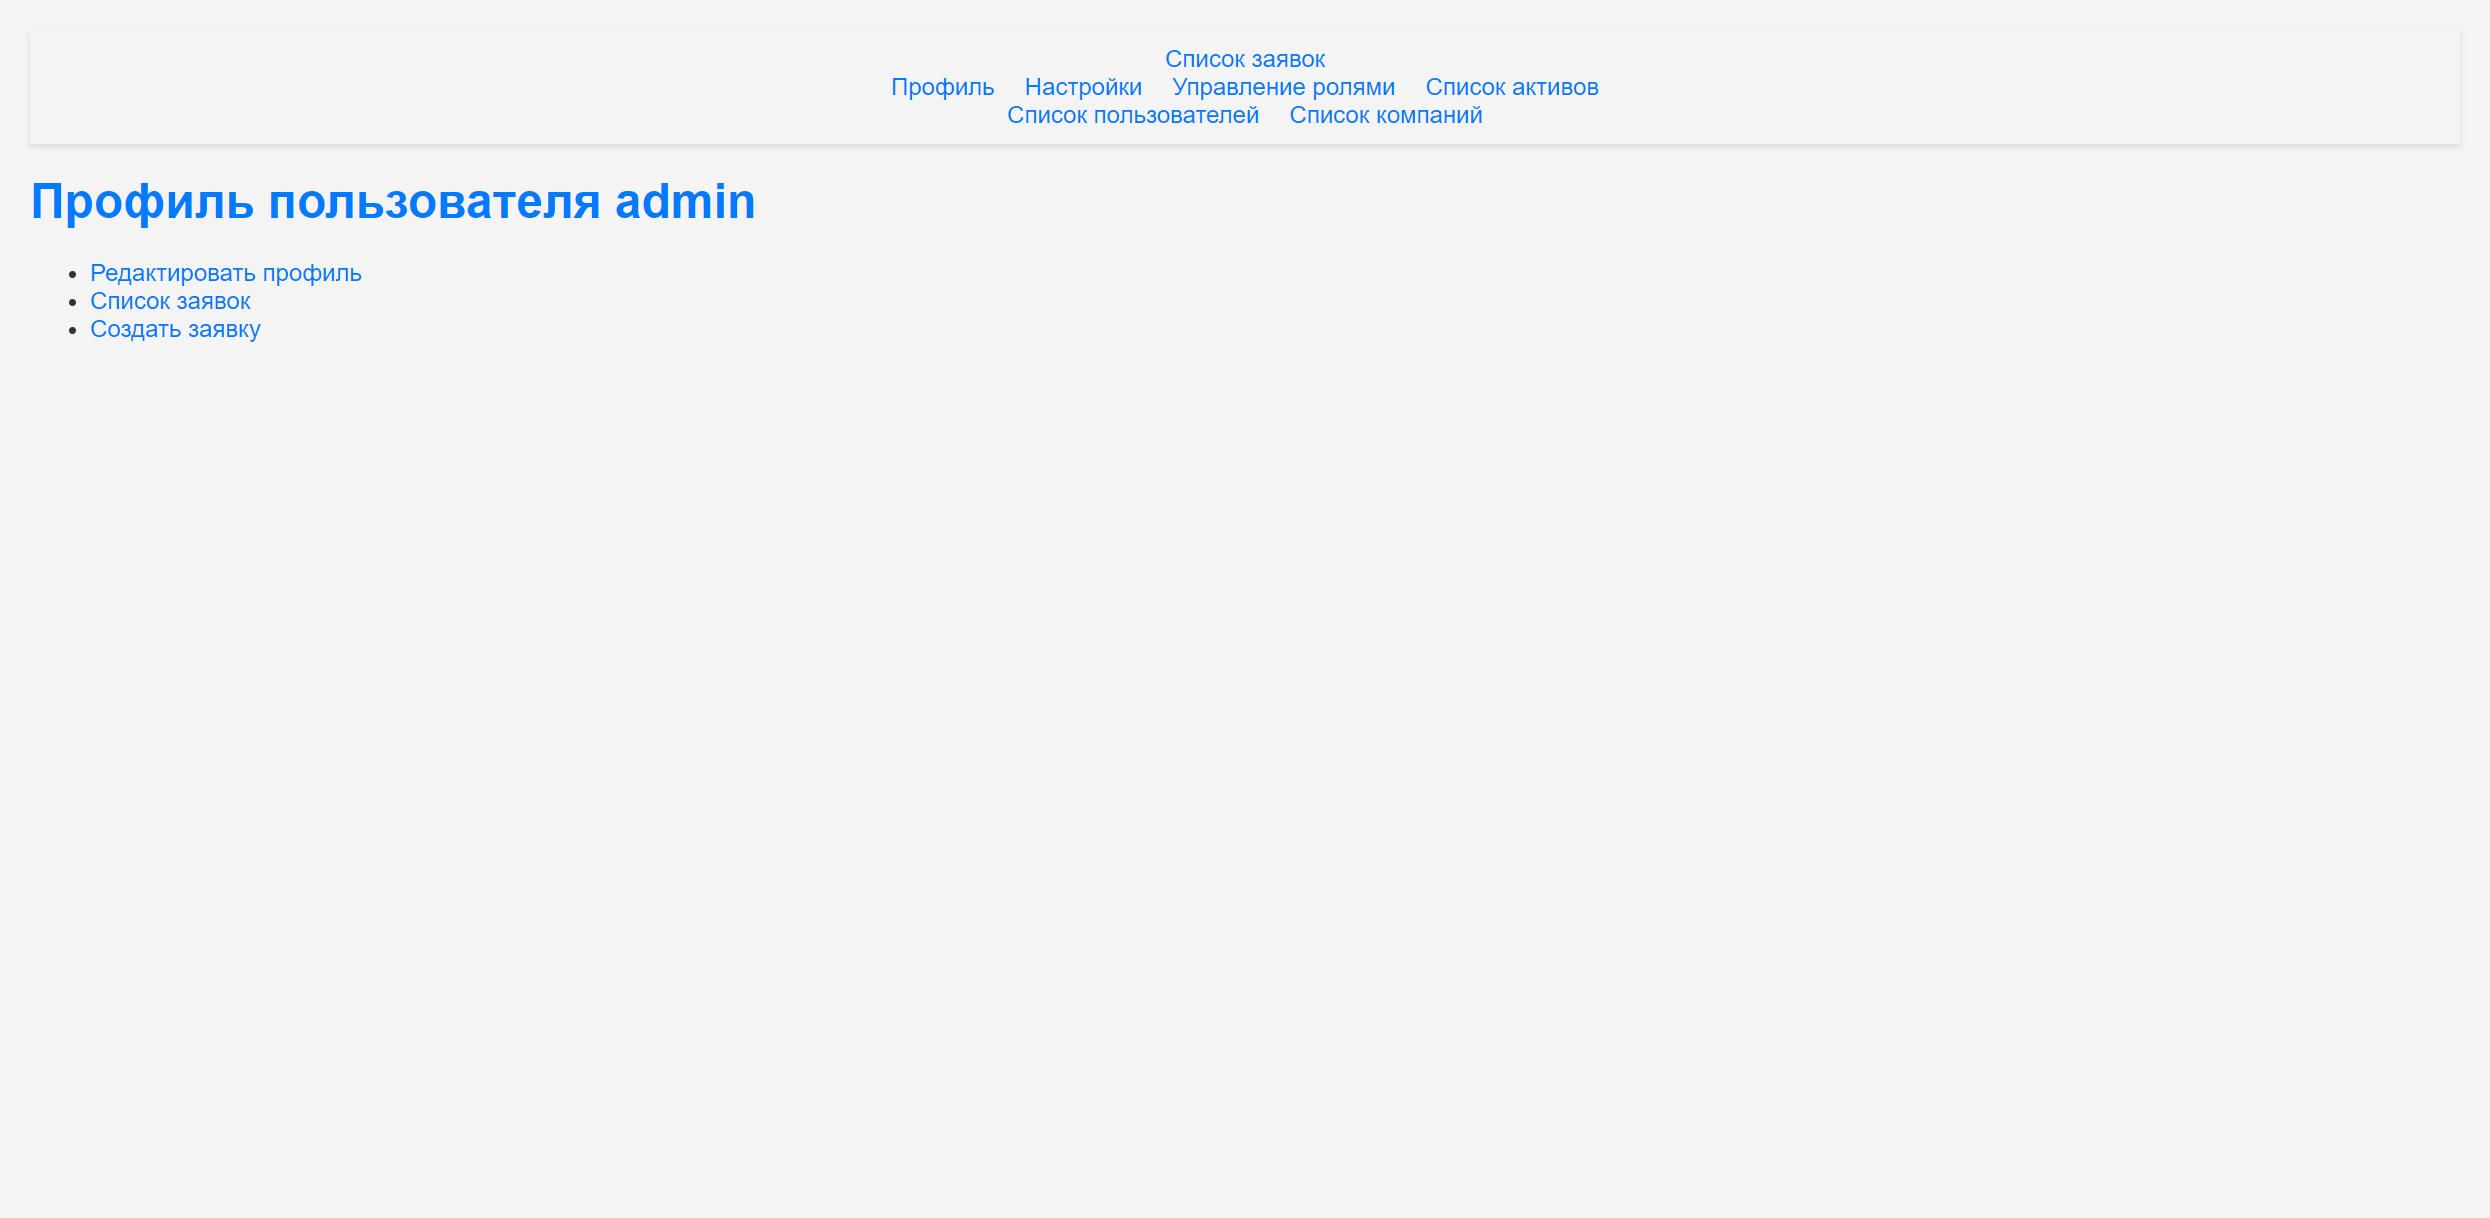 Список заявок
Профиль Настройки Управление ролями Список активов
Список пользователей Список компаний
Профиль пользователя admin
Редактировать профиль
Список заявок
Создать заявку